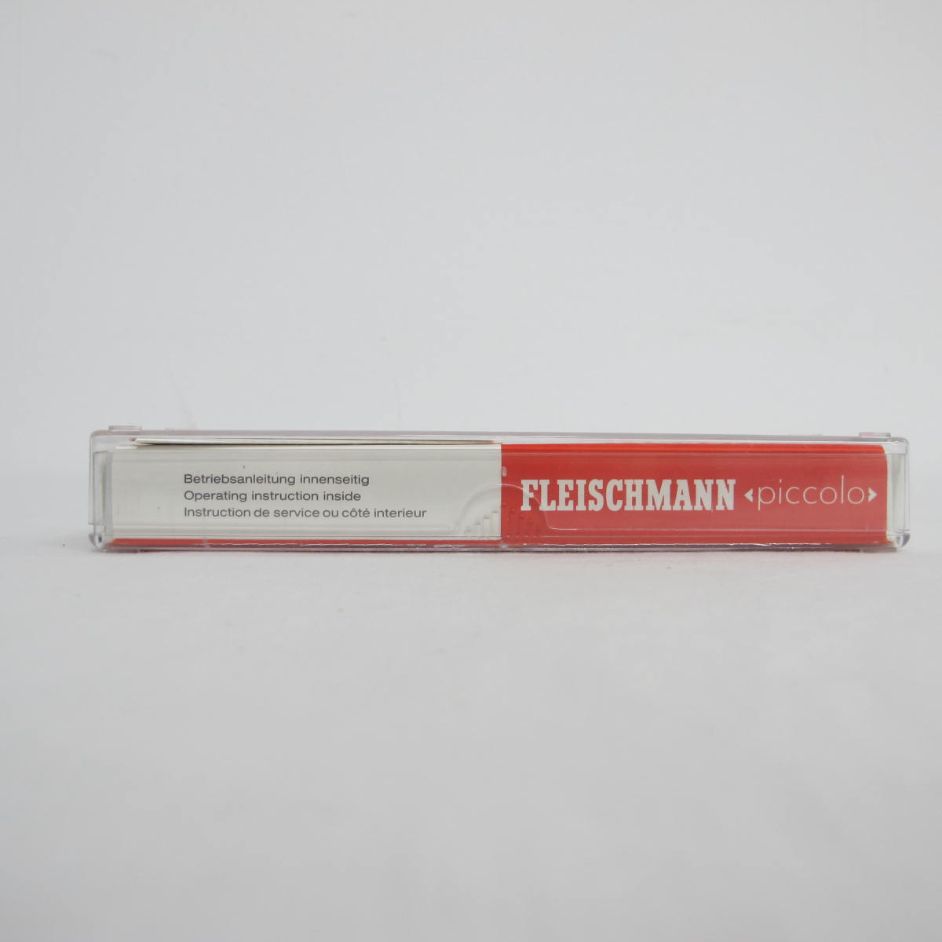 Betriebsanleitung innenseitig
Operating instruction inside
Instruction de service ou côté interieur
FLEISCHMANN ‹piccolo›